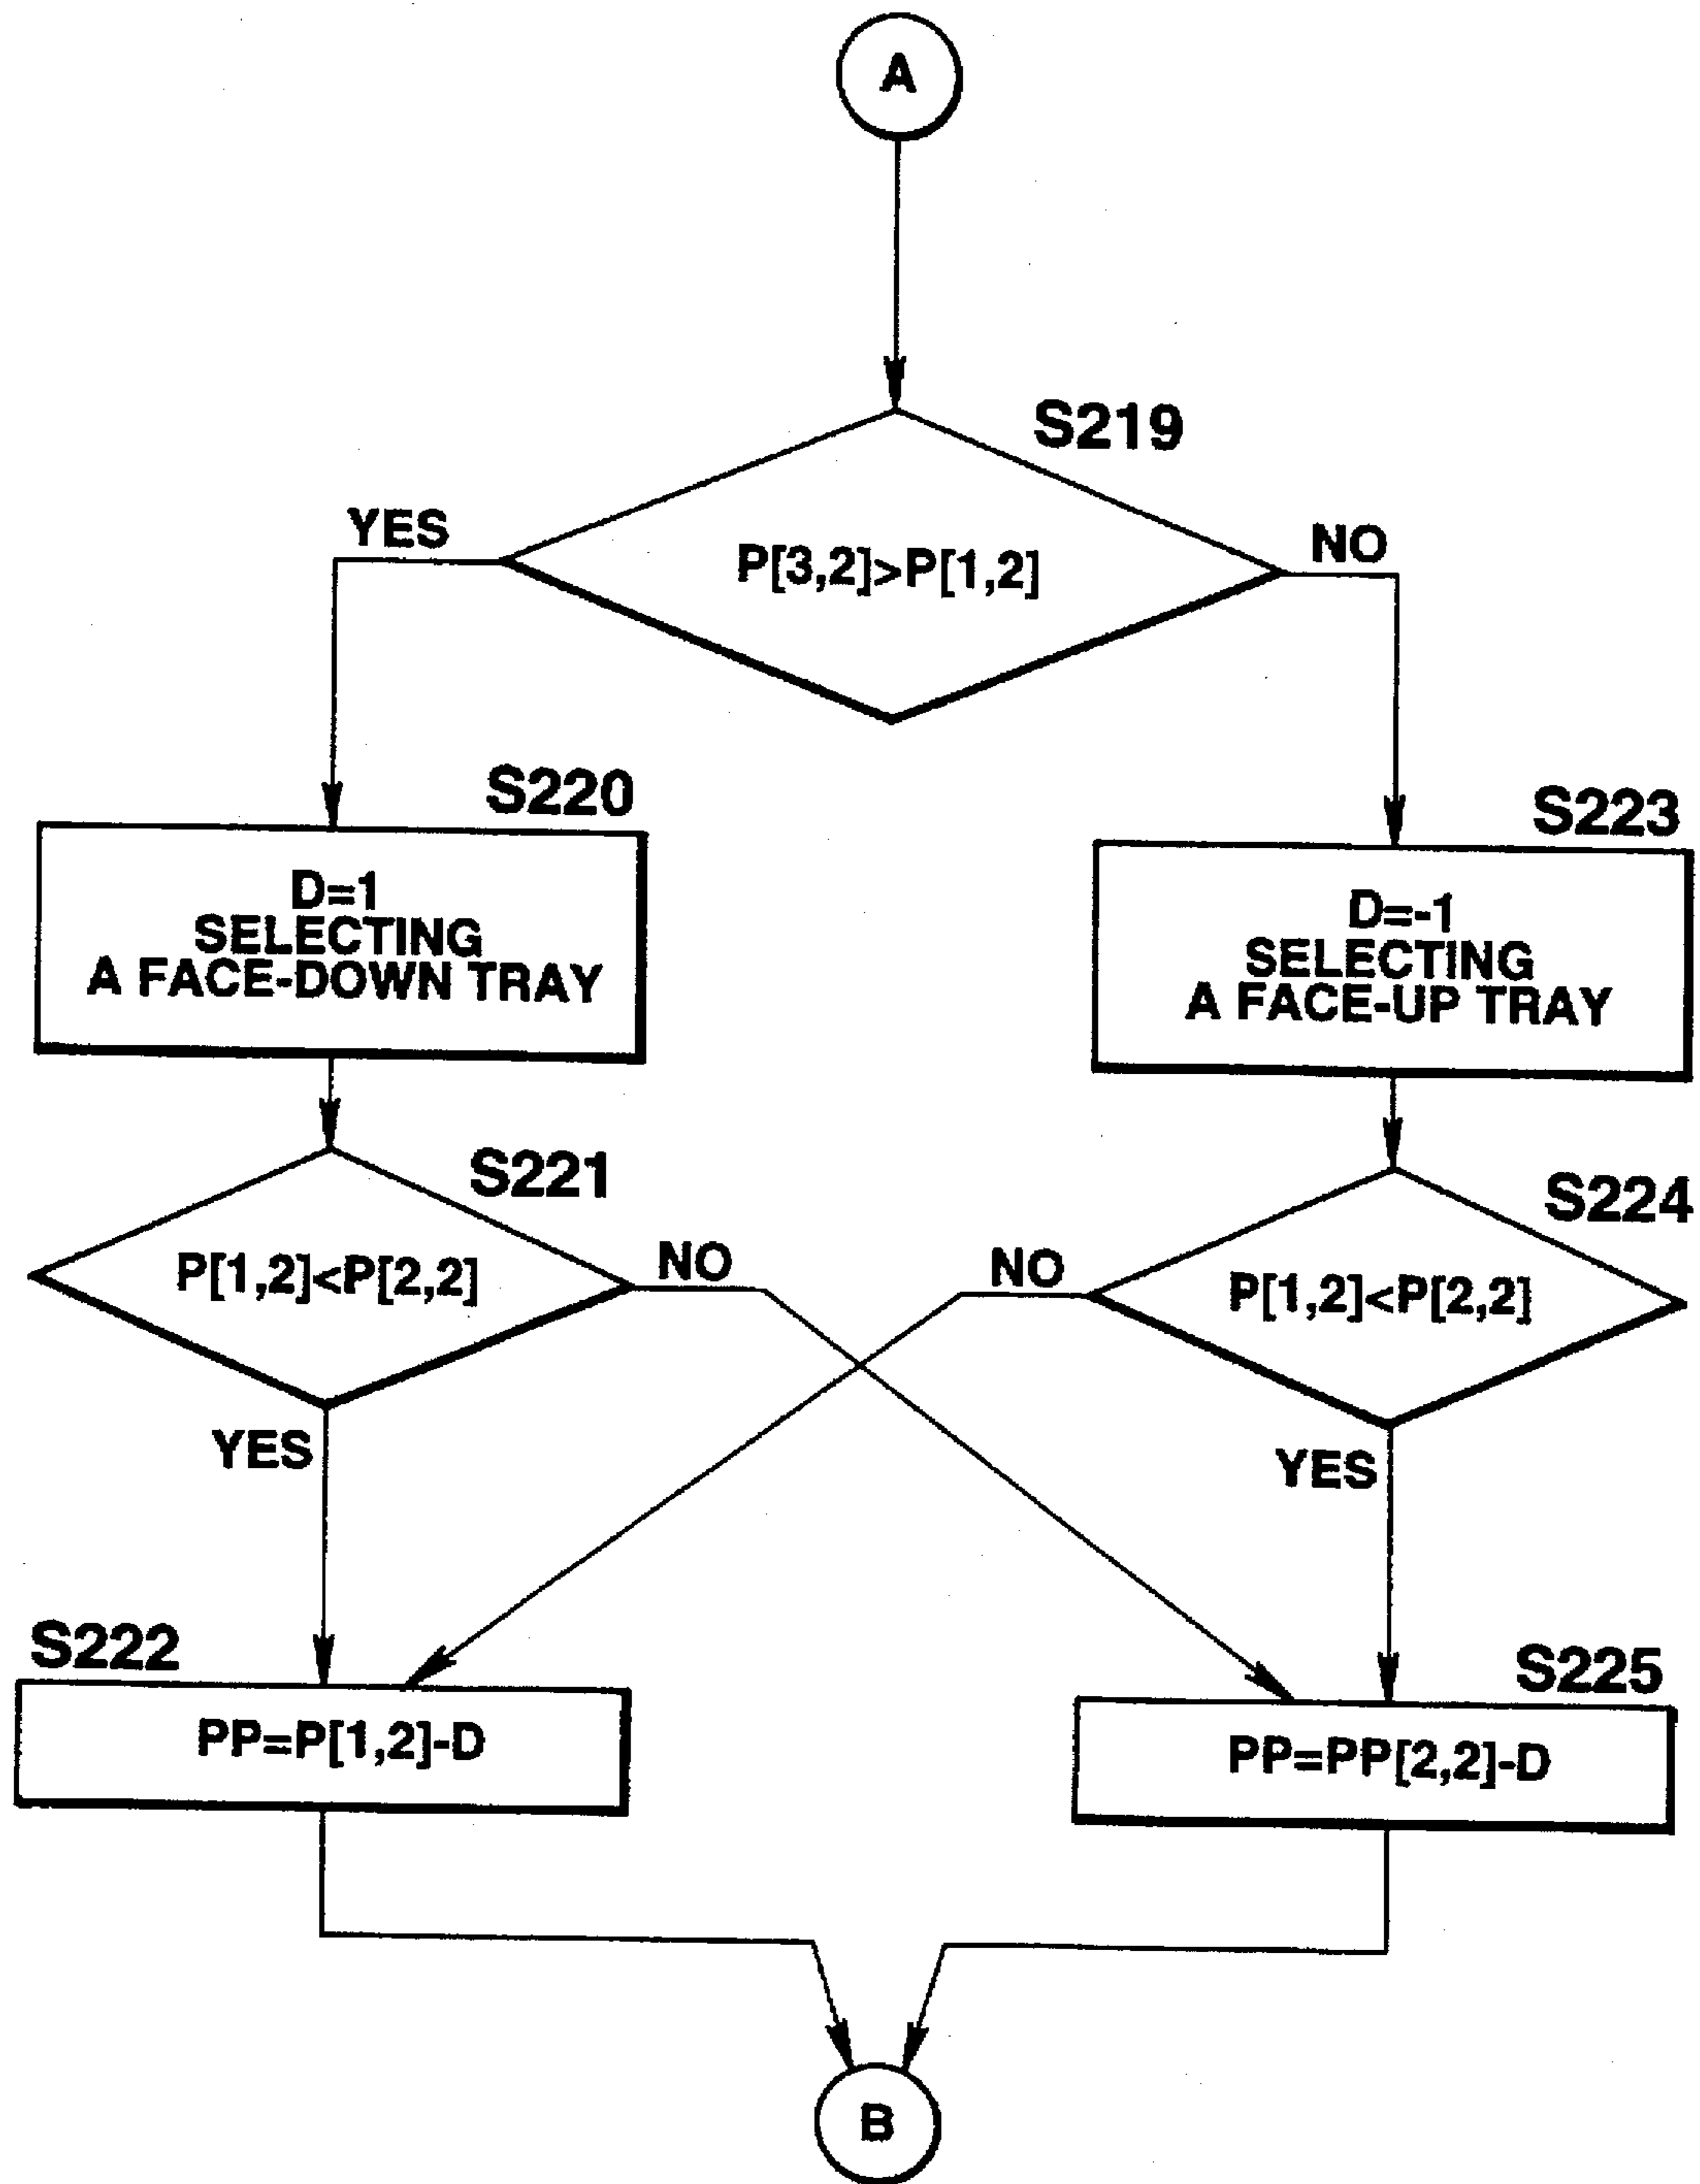 A
S219
YES
P[3,2]>P[1,2]
NO
S220
D=1
SELECTING
A FACE-DOWN TRAY
S223
D=-1
SELECTING
A FACE-UP TRAY
S221
P[1,2]<P[2,2]
NO
YES
S224
NO
P[1,2]<P[2,2]
YES
S222
PP=P[1,2]-D
S225
PP=PP[2,2]-D
B